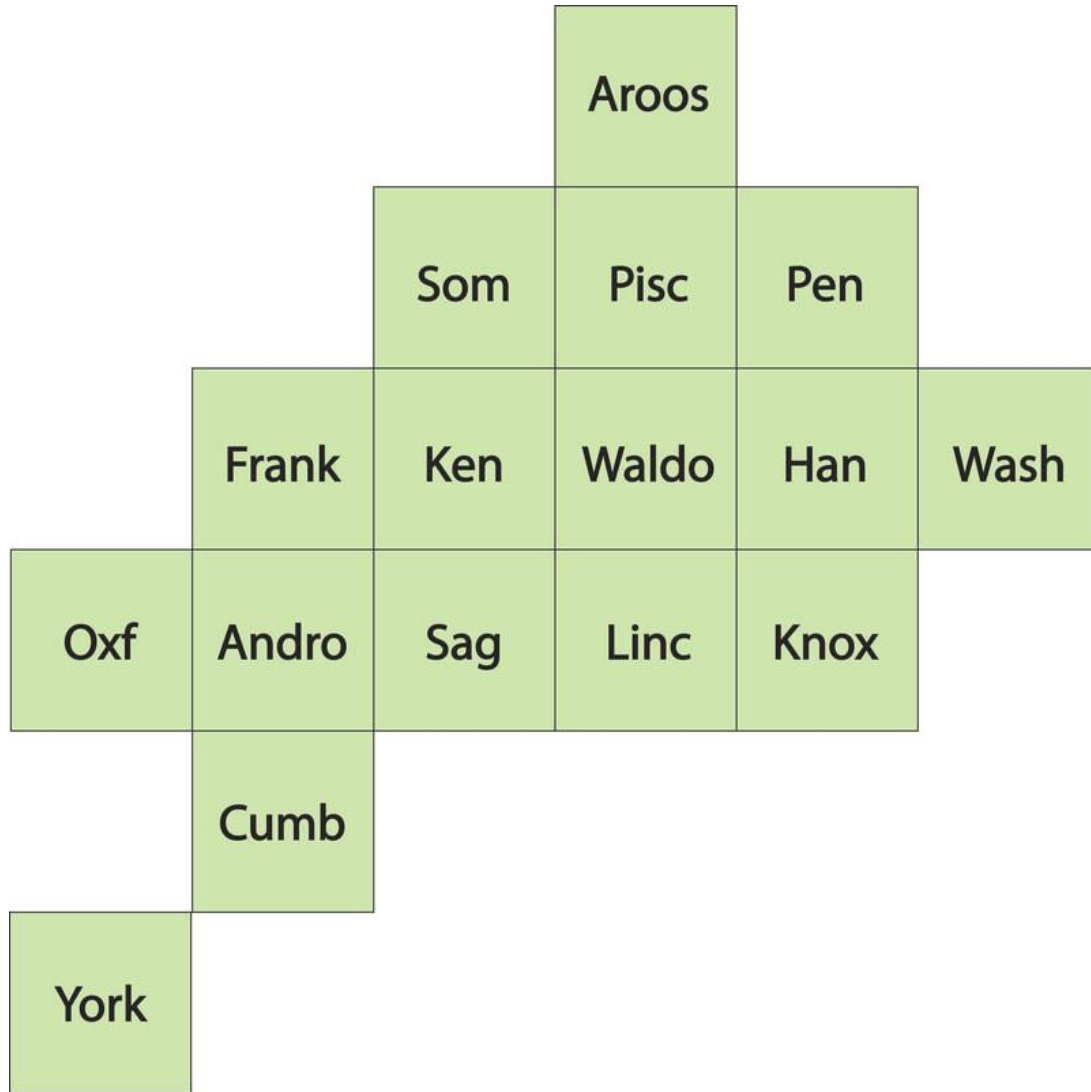 Aroos
Som Pisc Pen
Frank Ken Waldo Han Wash
Oxf Andro Sag Linc Knox
Cumb
York